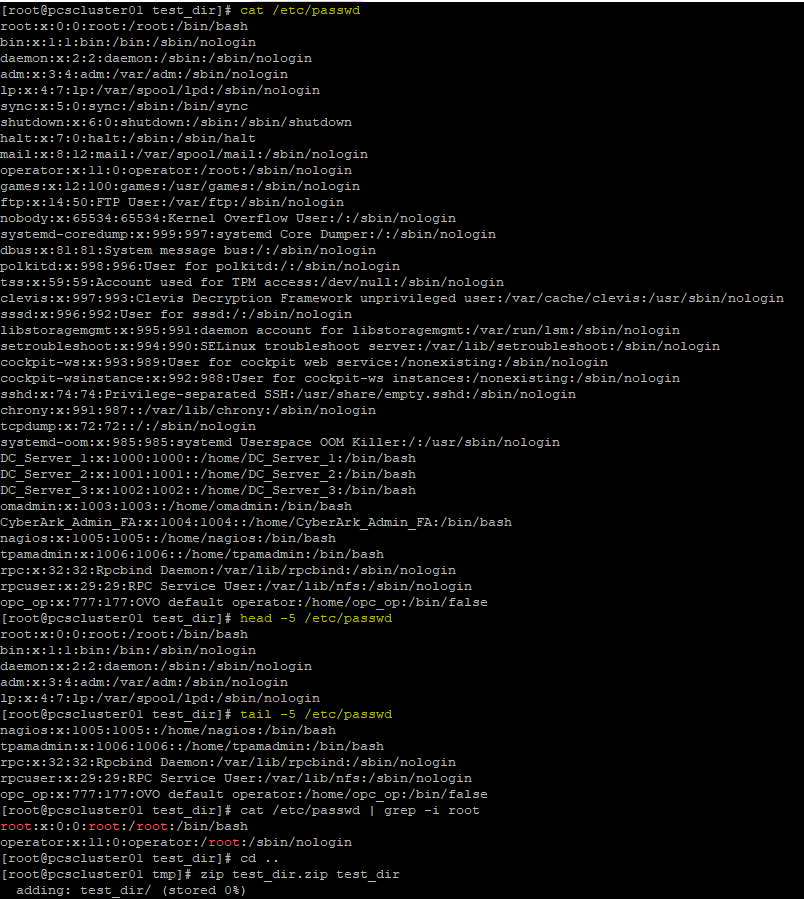 [root@pcscluster01 test_dir]# cat /etc/passwd
root:x:0:0:root:/root:/bin/bash
bin:x:1:1:bin:/bin:/sbin/nologin
daemon:x:2:2:daemon:/sbin:/sbin/nologin
adm:x:3:4:adm:/var/adm:/sbin/nologin
lp:x:4:7:lp:/var/spool/lpd:/sbin/nologin
sync:x:5:0:sync:/sbin:/bin/sync
shutdown:x:6:0:shutdown:/sbin:/sbin/shutdown
halt:x:7:0:halt:/sbin:/sbin/halt
mail:x:8:12:mail:/var/spool/mail:/sbin/nologin
operator:x:11:0:operator:/root:/sbin/nologin
games:x:12:100:games:/usr/games:/sbin/nologin
ftp:x:14:50:FTP User:/var/ftp:/sbin/nologin
nobody:x:65534:65534:Kernel Overflow User:/:/sbin/nologin
systemd-coredump:x:999:997:systemd Core Dumper:/:/sbin/nologin
dbus:x:81:81:System message bus:/:/sbin/nologin
polkitd:x:998:996:User for polkitd:/:/sbin/nologin
tss:x:59:59:Account used for TPM access:/dev/null:/sbin/nologin
clevis:x:997:993:Clevis Decryption Framework unprivileged user:/var/cache/clevis:/usr/sbin/nologin
sssd:x:996:992:User for sssd:/:/sbin/nologin
libstoragemgmt:x:995:991:daemon account for libstoragemgmt:/var/run/lsm:/sbin/nologin
setroubleshoot:x:994:990:SELinux troubleshoot server:/var/lib/setroubleshoot:/sbin/nologin
cockpit-ws:x:993:989:User for cockpit web service:/nonexisting:/sbin/nologin
cockpit-wsinstance:x:992:988:User for cockpit-ws instances:/nonexisting:/sbin/nologin
sshd:x:74:74:Privilege-separated SSH:/usr/share/empty.sshd:/sbin/nologin
chrony:x:991:987::/var/lib/chrony:/sbin/nologin
tcpdump:x:72:72::/:/sbin/nologin
systemd-oom:x:985:985:systemd Userspace OOM Killer:/:/usr/sbin/nologin
DC_Server_1:x:1000:1000::/home/DC_Server_1:/bin/bash
DC_Server_2:x:1001:1001::/home/DC_Server_2:/bin/bash
DC_Server_3:x:1002:1002::/home/DC_Server_3:/bin/bash
omadmin:x:1003:1003::/home/omadmin:/bin/bash
CyberArk_Admin_FA:x:1004:1004::/home/CyberArk_Admin_FA:/bin/bash
nagios:x:1005:1005::/home/nagios:/bin/bash
tpamadmin:x:1006:1006::/home/tpamadmin:/bin/bash
rpc:x:32:32:Rpcbind Daemon:/var/lib/rpcbind:/sbin/nologin
rpcuser:x:29:29:RPC Service User:/var/lib/nfs:/sbin/nologin
opc_op:x:777:177:OVO default operator:/home/opc_op:/bin/false
[root@pcscluster01 test_dir]# head -5 /etc/passwd
root:x:0:0:root:/root:/bin/bash
bin:x:1:1:bin:/bin:/sbin/nologin
daemon:x:2:2:daemon:/sbin:/sbin/nologin
adm:x:3:4:adm:/var/adm:/sbin/nologin
lp:x:4:7:lp:/var/spool/lpd:/sbin/nologin
[root@pcscluster01 test_dir]# tail -5 /etc/passwd
nagios:x:1005:1005::/home/nagios:/bin/bash
tpamadmin:x:1006:1006::/home/tpamadmin:/bin/bash
rpc:x:32:32:Rpcbind Daemon:/var/lib/rpcbind:/sbin/nologin
rpcuser:x:29:29:RPC Service User:/var/lib/nfs:/sbin/nologin
opc_op:x:777:177:OVO default operator:/home/opc_op:/bin/false
[root@pcscluster01 test_dir]# cat /etc/passwd | grep -i root
root:x:0:0:root:/root:/bin/bash
operator:x:11:0:operator:/root:/sbin/nologin
[root@pcscluster01 test_dir]# cd ..
[root@pcscluster01 tmp]# zip test_dir.zip test_dir
  adding: test_dir/ (stored 0%)